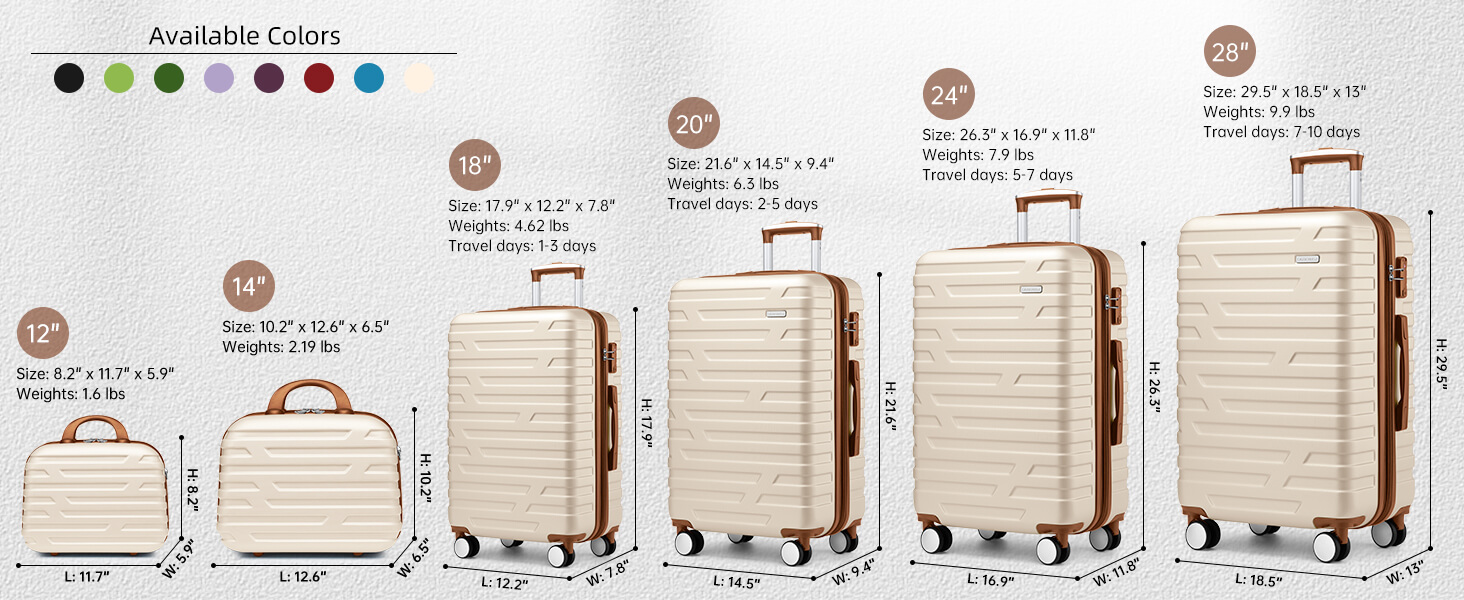 Available Colors
12"
Size: 8.2" x 11.7" x 5.9"
Weights: 1.6 lbs
H: 8.2"
L: 11.7"
W: 5.9"
14"
Size: 10.2" x 12.6" x 6.5"
Weights: 2.19 lbs
H: 10.2"
L: 12.6"
W: 6.5"
18"
Size: 17.9" x 12.2" x 7.8"
Weights: 4.62 lbs
Travel days: 1-3 days
H: 17.9"
L: 12.2"
W: 7.8"
20"
Size: 21.6" x 14.5" x 9.4"
Weights: 6.3 lbs
Travel days: 2-5 days
H: 21.6"
L: 14.5"
W: 9.4"
24"
Size: 26.3" x 16.9" x 11.8"
Weights: 7.9 lbs
Travel days: 5-7 days
H: 26.3"
L: 16.9"
W: 11.8"
28"
Size: 29.5" x 18.5" x 13"
Weights: 9.9 lbs
Travel days: 7-10 days
H: 29.5"
L: 18.5"
W: 13"